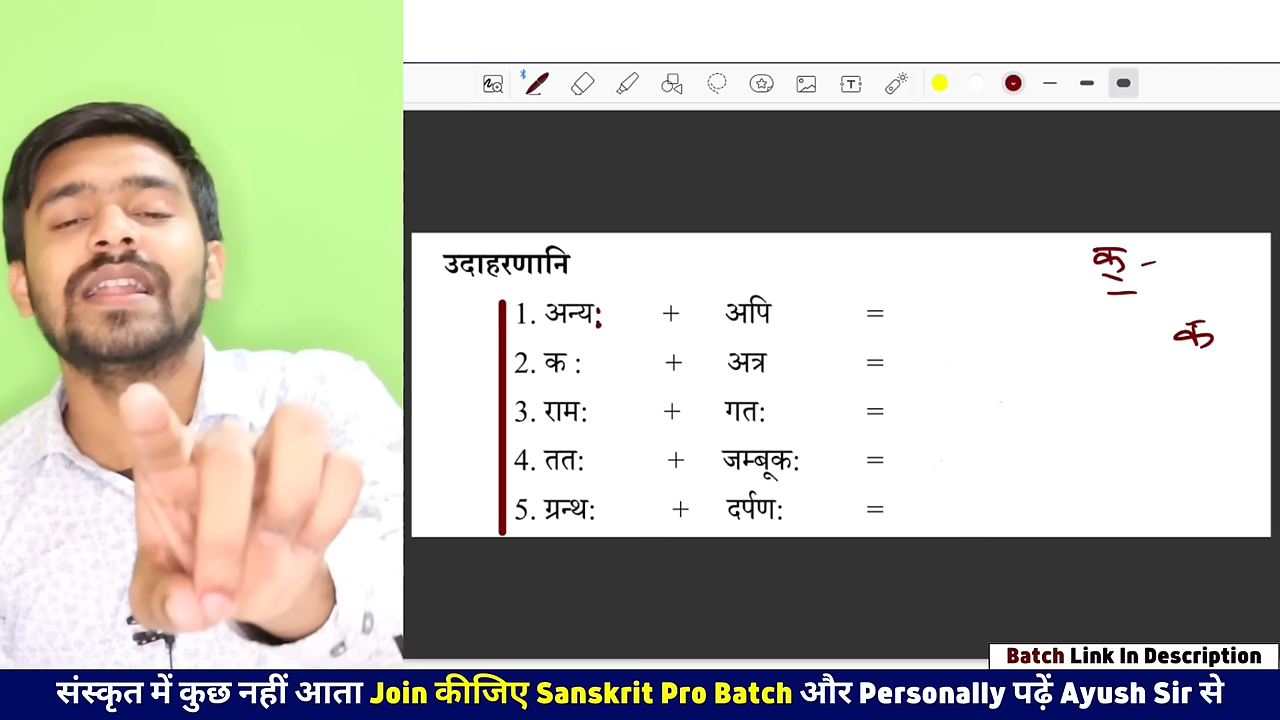 उदाहरणानि
क -
1. अन्य: + अपि =
क
2. क : + अत्र =
3. राम: + गत: =
4. तत: + जम्बूक: =
5. ग्रन्थ: + दर्पण: =
Batch Link In Description
संस्कृत में कुछ नहीं आता Join कीजिए Sanskrit Pro Batch और Personally पढ़ें Ayush Sir से